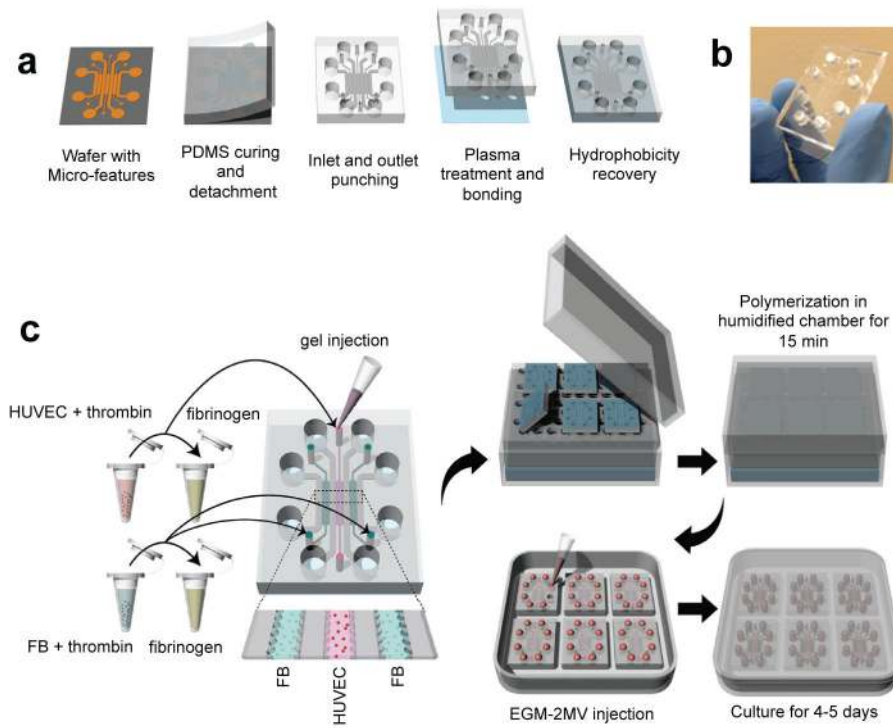 a
b
Wafer with
Micro-features
PDMS curing
and
detachment
Inlet and outlet
punching
Plasma
treatment and
bonding
Hydrophobicity
recovery
c
gel injection
HUVEC + thrombin
fibrinogen
FB + thrombin
fibrinogen
FB
HUVEC
FB
Polymerization in
humidified chamber for
15 min
EGM-2MV injection
Culture for 4-5 days